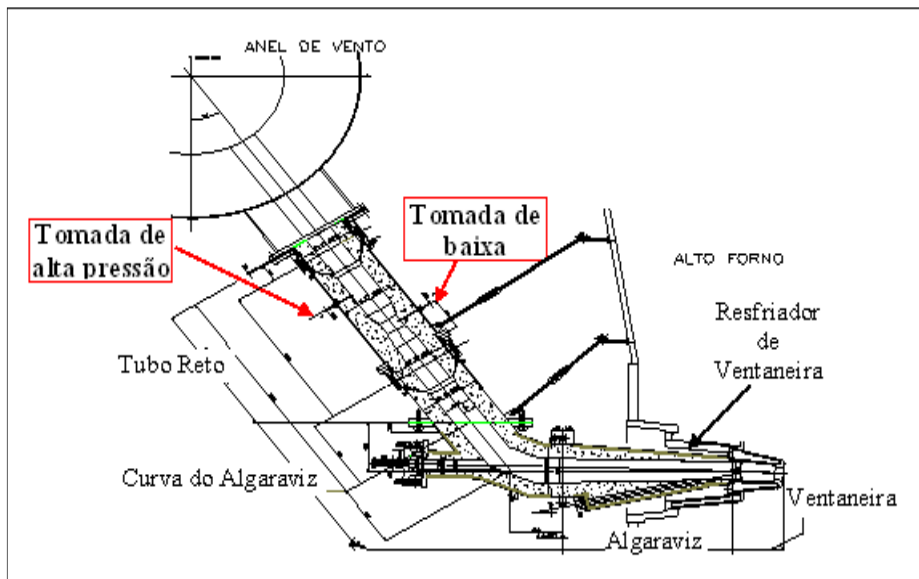 ANEL DE VENTO
Tomada de
alta pressão
Tomada de
baixa
ALTO FORNO
Resfriador
de
Ventaneira
Tubo Reto
Curva do Algaraviz
Ventaneira
Algaraviz